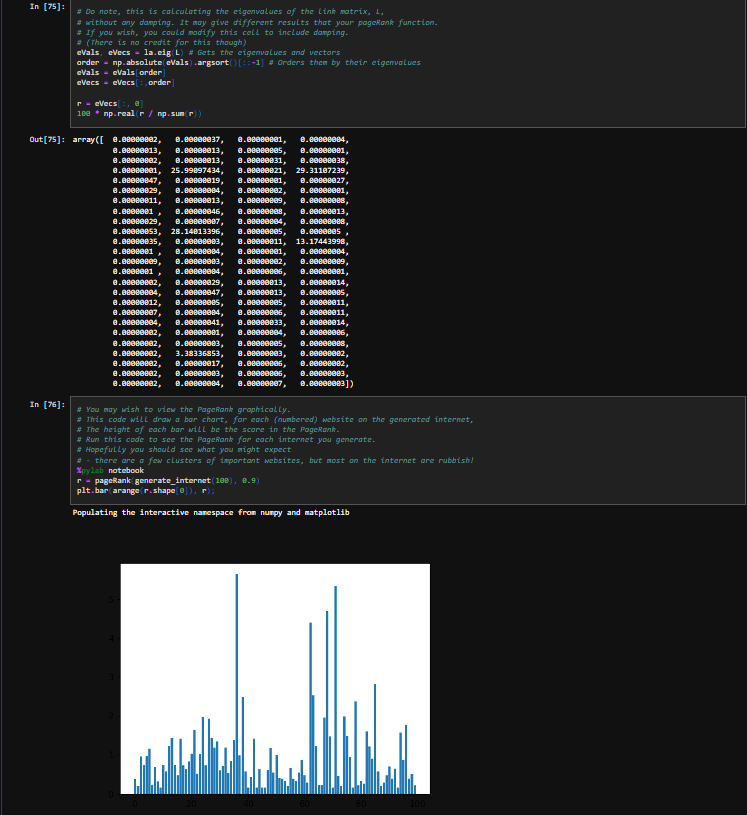 In [75]:
# Do note, this is calculating the eigenvalues of the link matrix, L,
# without any damping. It may give different results that your pageRank function.
# If you wish, you could modify this cell to include damping.
# (There is no credit for this though)
eVals, eVecs = la.eig(L) # Gets the eigenvalues and vectors
order = np.absolute(eVals).argsort()[::-1] # Orders them by their eigenvalues
eVals = eVals[order]
eVecs = eVecs[:,order]
r = eVecs[:, 0]
100 * np.real(r / np.sum(r))
Out[75]: array([ 0.00000002, 0.00000037, 0.00000001, 0.00000004,
0.00000013, 0.00000013, 0.00000005, 0.00000001,
0.00000002, 0.00000013, 0.00000031, 0.00000038,
0.00000001, 25.99097434, 0.00000021, 29.31107239,
0.00000047, 0.00000019, 0.00000001, 0.00000027,
0.00000029, 0.00000004, 0.00000002, 0.00000001,
0.00000011, 0.00000013, 0.00000009, 0.00000008,
0.0000001 , 0.00000046, 0.00000008, 0.00000013,
0.00000029, 0.00000007, 0.00000004, 0.00000008,
0.00000053, 28.14013396, 0.00000005, 0.0000005 ,
0.00000035, 0.00000003, 0.00000011, 13.17443998,
0.0000001 , 0.00000004, 0.00000001, 0.00000004,
0.00000009, 0.00000003, 0.00000002, 0.00000009,
0.0000001 , 0.00000004, 0.00000006, 0.00000001,
0.00000002, 0.00000029, 0.00000013, 0.00000014,
0.00000004, 0.00000047, 0.00000013, 0.00000005,
0.00000012, 0.00000005, 0.00000005, 0.00000011,
0.00000007, 0.00000004, 0.00000006, 0.00000011,
0.00000004, 0.00000041, 0.00000033, 0.00000014,
0.00000002, 0.00000001, 0.00000004, 0.00000006,
0.00000002, 0.00000003, 0.00000005, 0.00000008,
0.00000002, 3.38336853, 0.00000003, 0.00000002,
0.00000002, 0.00000017, 0.00000006, 0.00000002,
0.00000002, 0.00000003, 0.00000006, 0.00000003,
0.00000002, 0.00000004, 0.00000007, 0.00000003])
In [76]:
# You may wish to view the PageRank graphically.
# This code will draw a bar chart, for each (numbered) website on the generated internet,
# The height of each bar will be the score in the PageRank.
# Run this code to see the PageRank for each internet you generate.
# Hopefully you should see what you might expect
# - there are a few clusters of important websites, but most on the internet are rubbish!
%pylab notebook
r = pageRank(generate_internet(100), 0.9)
plt.bar(arange(r.shape[0]), r);
Populating the interactive namespace from numpy and matplotlib
5
4
3
2
1
0
0 20 40 60 80 100